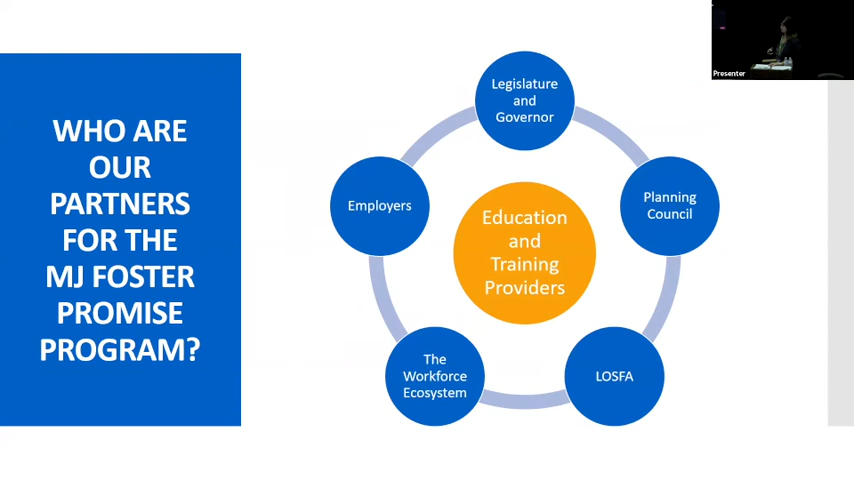 WHO ARE
OUR
PARTNERS
FOR THE
MJ FOSTER
PROMISE
PROGRAM?
Legislature
and
Governor
Planning
Council
LOSFA
The
Workforce
Ecosystem
Employers
Education
and
Training
Providers
Presenter